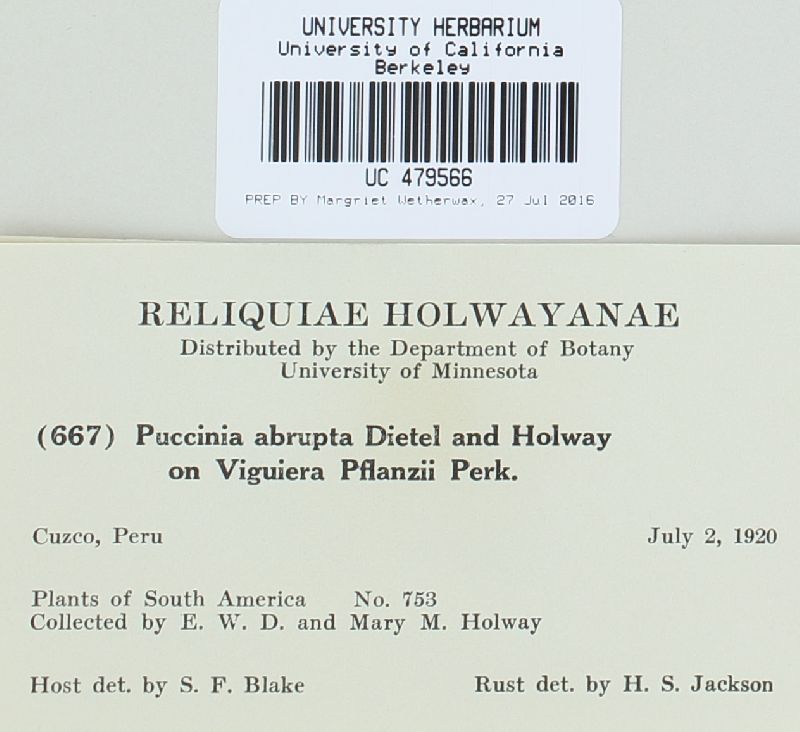 UNIVERSITY HERBARIUM
University of California
Berkeley
UC 479566
PREP BY Margriet Wetherwax, 27 Jul 2016
RELIQUIAE HOLWAYANAE
Distributed by the Department of Botany
University of Minnesota
(667) Puccinia abrupta Dietel and Holway
on Viguiera Pflanzii Perk.
Cuzco, Peru July 2, 1920
Plants of South America No. 753
Collected by E. W. D. and Mary M. Holway
Host det. by S. F. Blake Rust det. by H. S. Jackson